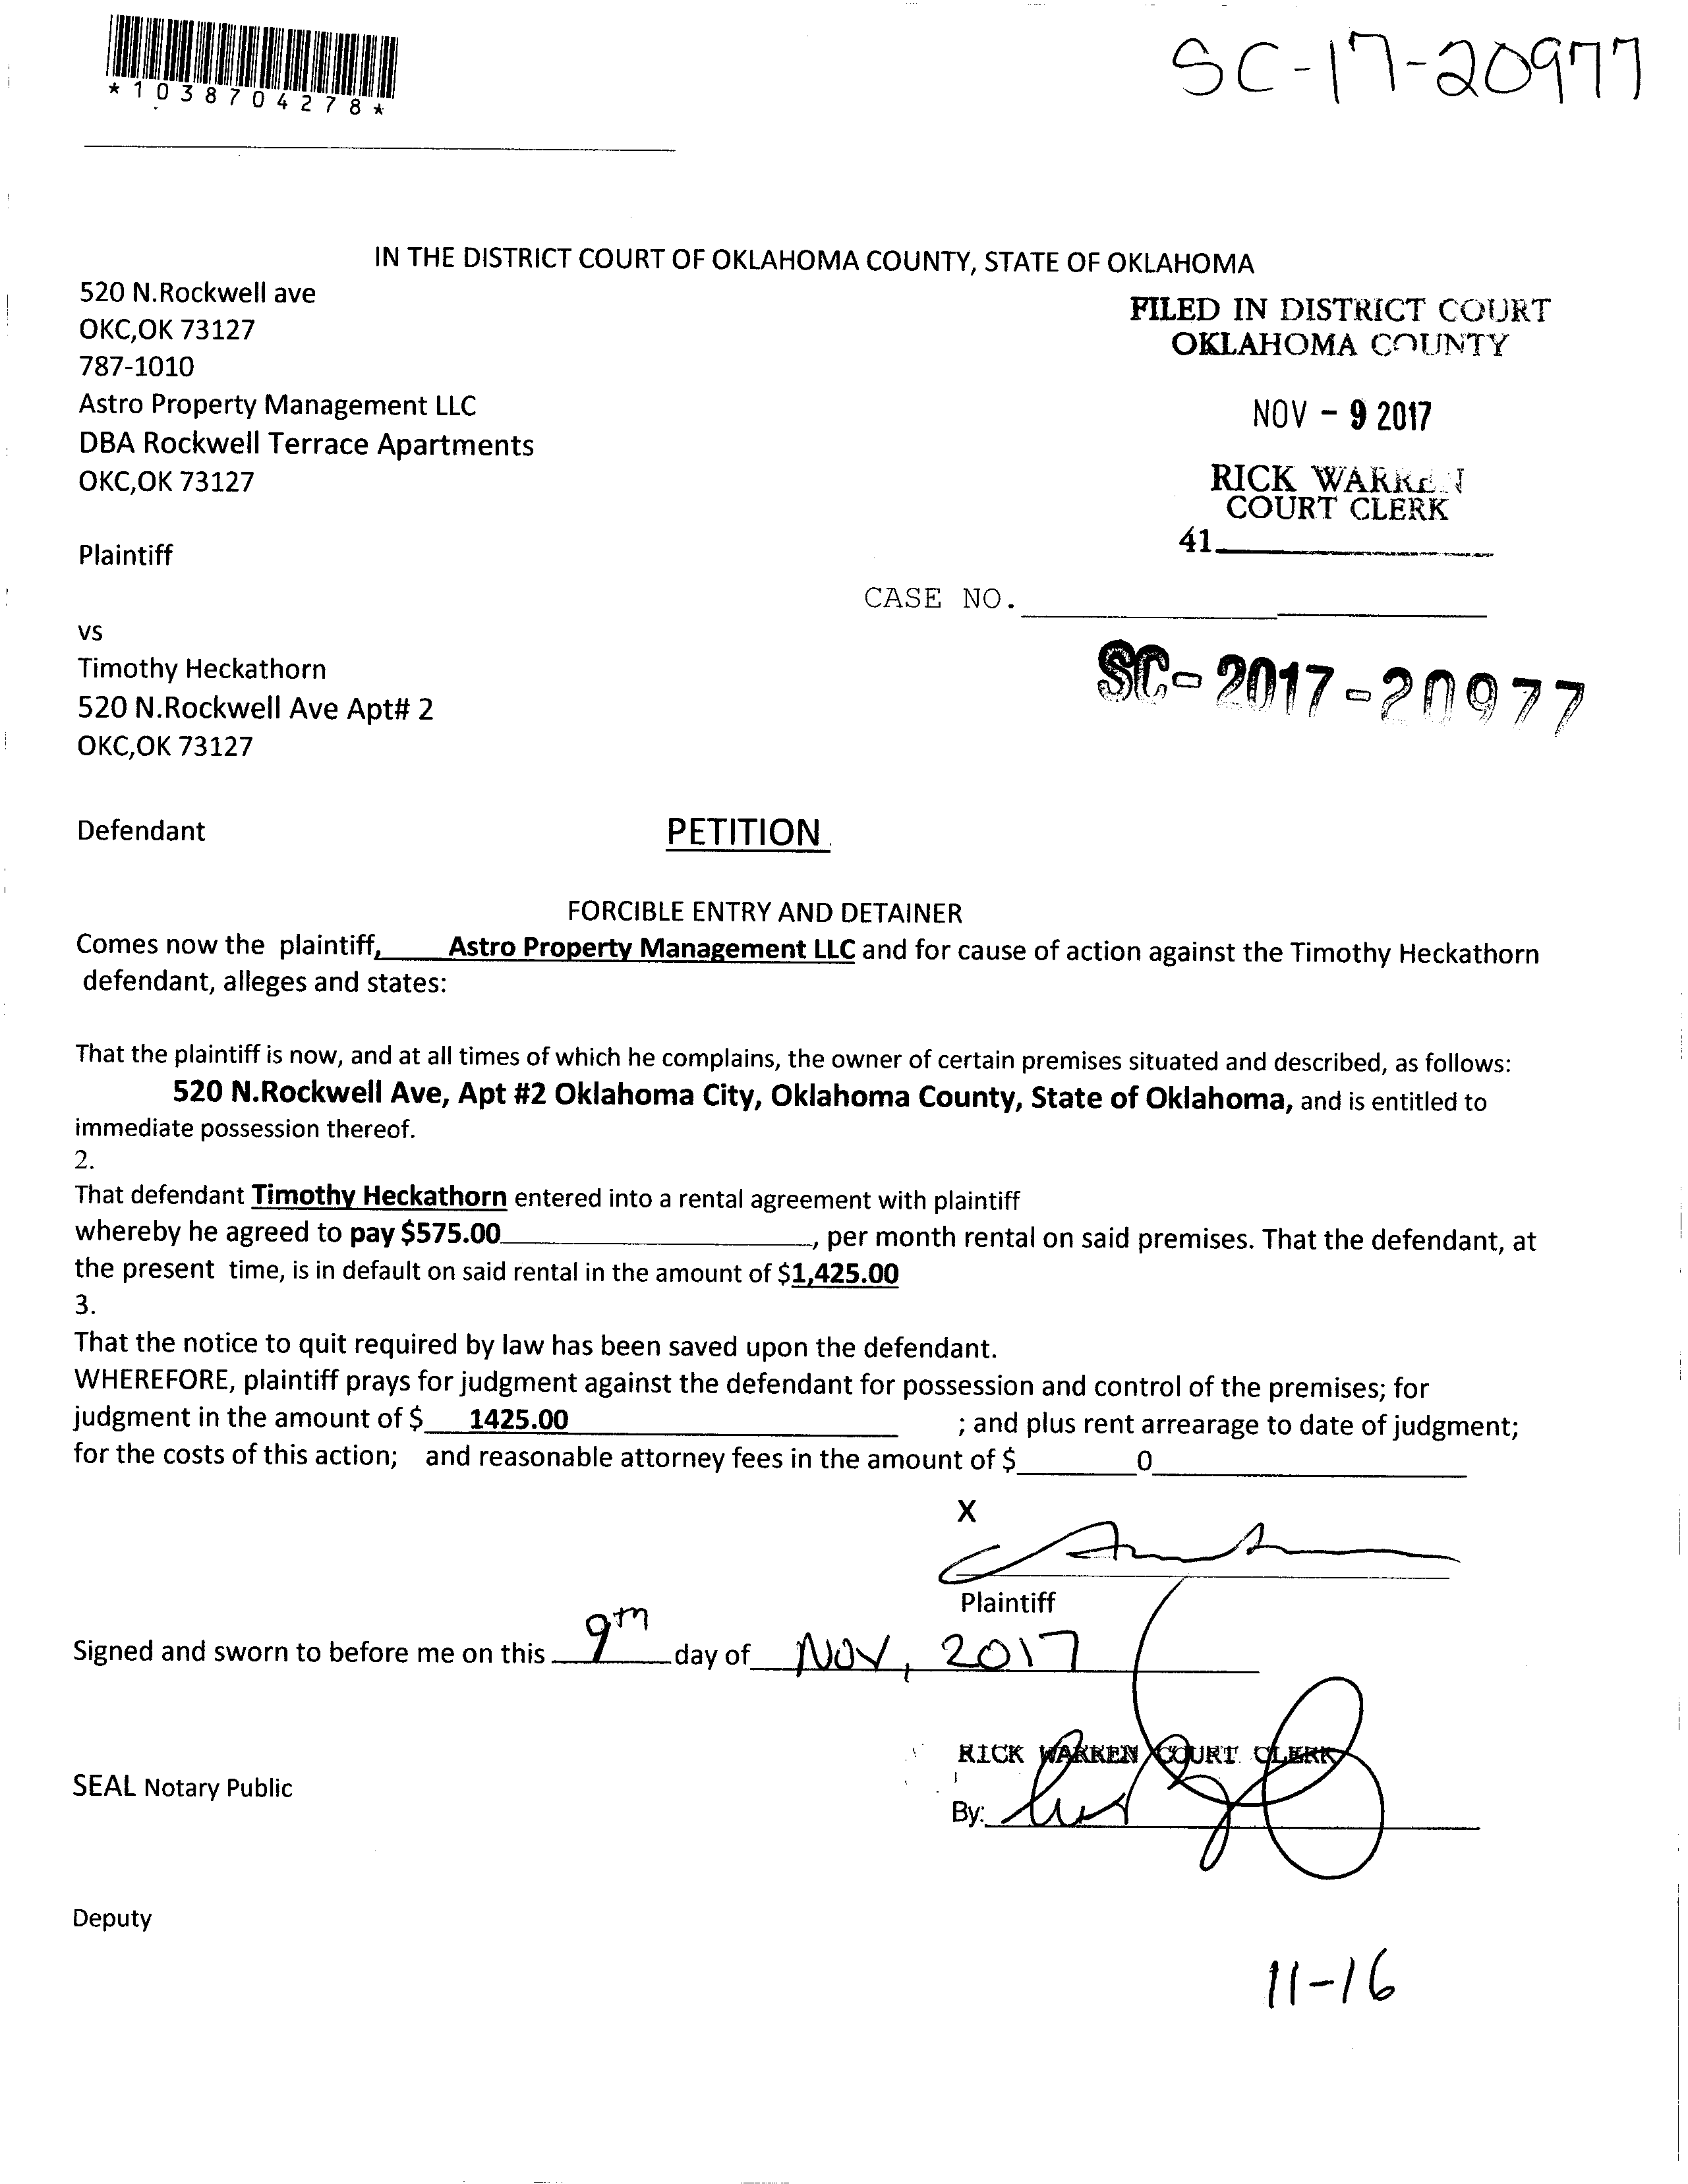 *1038704278*
SC-17-20977
IN THE DISTRICT COURT OF OKLAHOMA COUNTY, STATE OF OKLAHOMA
520 N.Rockwell ave
OKC,OK 73127
787-1010
Astro Property Management LLC
DBA Rockwell Terrace Apartments
OKC,OK 73127
FILED IN DISTRICT COURT
OKLAHOMA COUNTY
NOV - 9 2017
RICK WARREN
COURT CLERK
41
Plaintiff
CASE NO.
vs
Timothy Heckathorn
520 N.Rockwell Ave Apt# 2
OKC,OK 73127
SC-2017-20977
Defendant
PETITION
FORCIBLE ENTRY AND DETAINER
Comes now the plaintiff, Astro Property Management LLC and for cause of action against the Timothy Heckathorn
defendant, alleges and states:
That the plaintiff is now, and at all times of which he complains, the owner of certain premises situated and described, as follows:
520 N.Rockwell Ave, Apt #2 Oklahoma City, Oklahoma County, State of Oklahoma, and is entitled to
immediate possession thereof.
2.
That defendant Timothy Heckathorn entered into a rental agreement with plaintiff
whereby he agreed to pay $575.00, per month rental on said premises. That the defendant, at
the present time, is in default on said rental in the amount of $1,425.00
3.
That the notice to quit required by law has been saved upon the defendant.
WHEREFORE, plaintiff prays for judgment against the defendant for possession and control of the premises; for
judgment in the amount of $ 1425.00 ; and plus rent arrearage to date of judgment;
for the costs of this action; and reasonable attorney fees in the amount of $ 0
X
Plaintiff
Signed and sworn to before me on this 9th day of NOV, 2017
RICK WARREN COURT CLERK
SEAL Notary Public
By:
Deputy
11-16